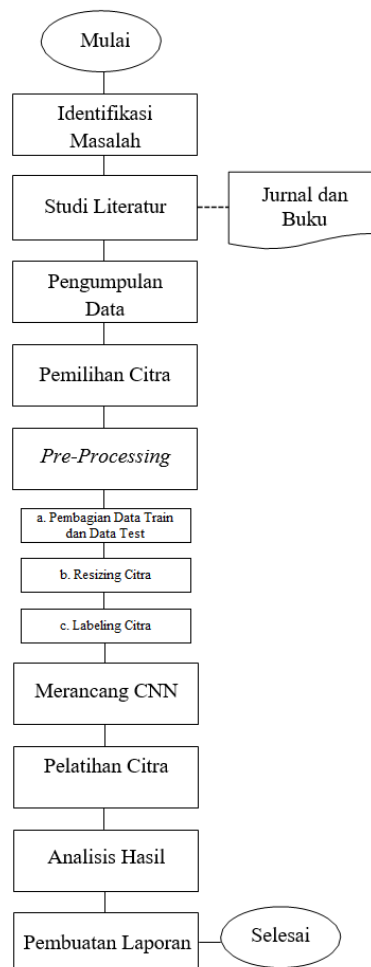 Mulai
Identifikasi
Masalah
Studi Literatur
Jurnal dan
Buku
Pengumpulan
Data
Pemilihan Citra
Pre-Processing
a. Pembagian Data Train
dan Data Test
b. Resizing Citra
c. Labeling Citra
Merancang CNN
Pelatihan Citra
Analisis Hasil
Pembuatan Laporan
Selesai